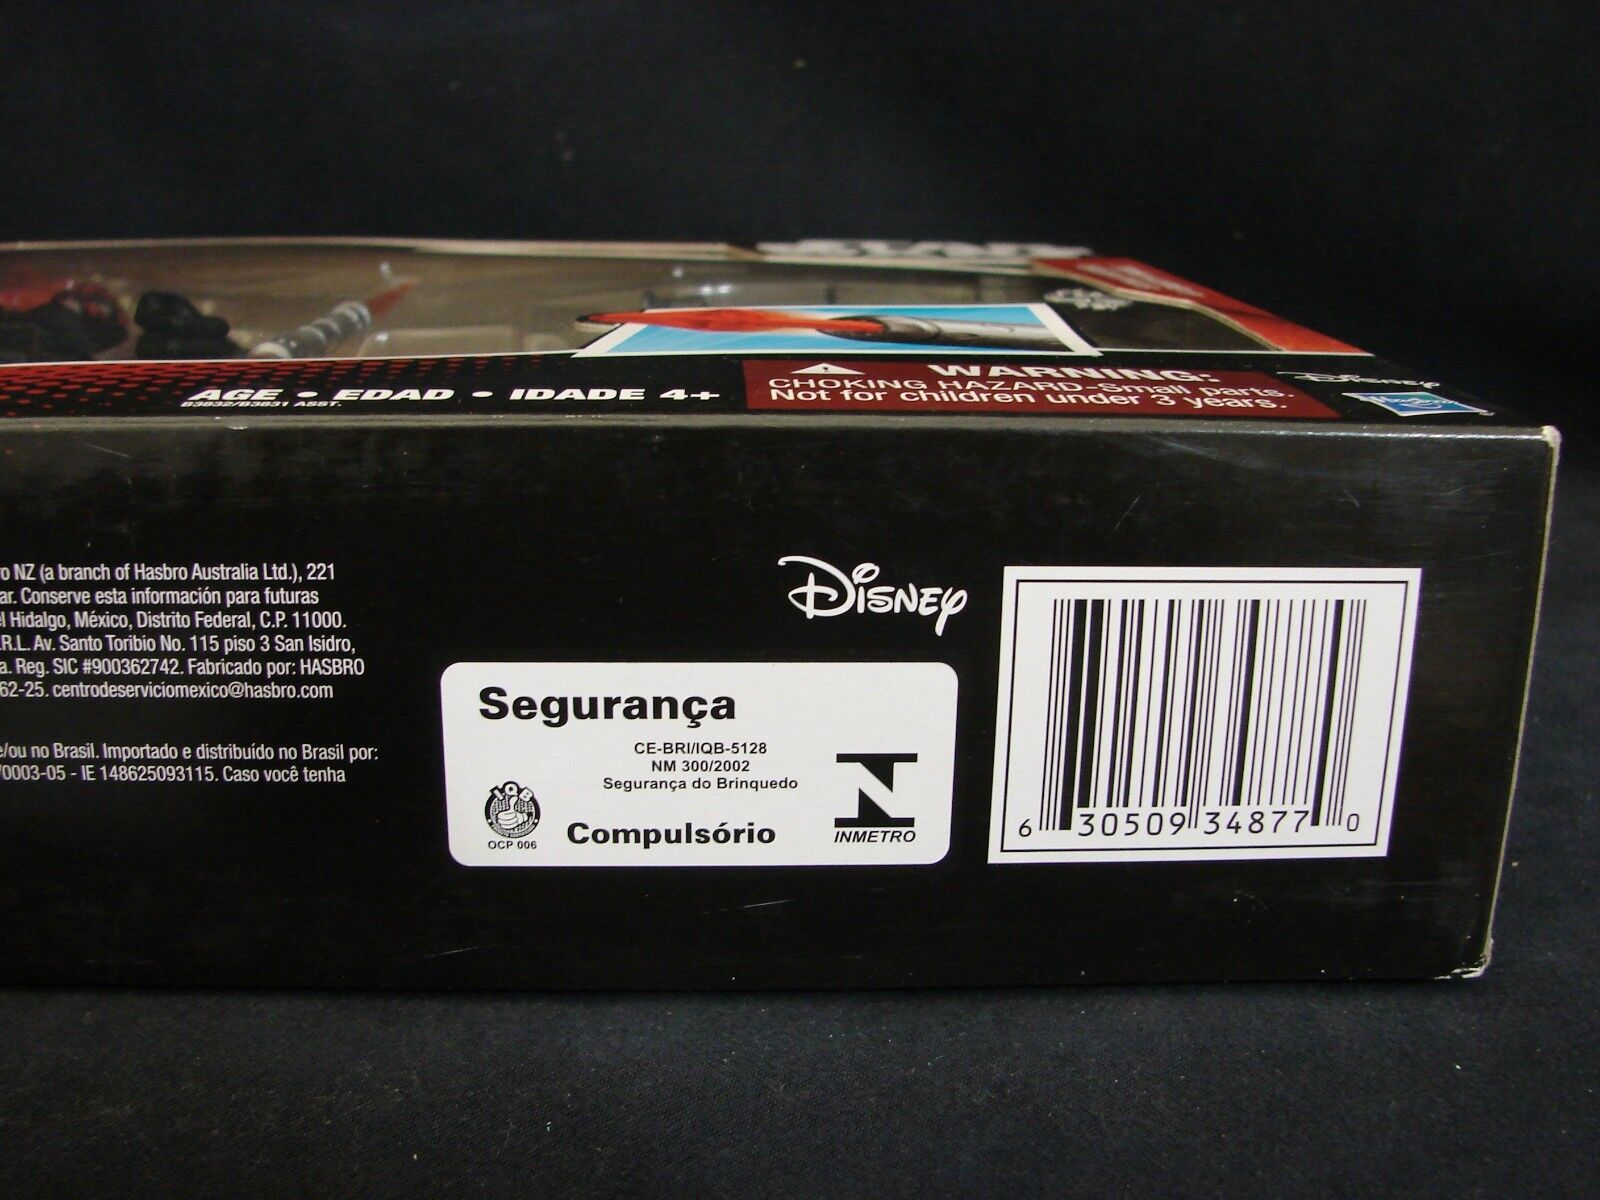 AGE • EDAD • IDADE 4+
B3832/B3831 ASST.
WARNING:
CHOKING HAZARD-Small parts.
Not for children under 3 years.
Disney
Hasbro
o NZ (a branch of Hasbro Australia Ltd.), 221
ar. Conserve esta información para futuras
el Hidalgo, México, Distrito Federal, C.P. 11000.
.R.L. Av. Santo Toribio No. 115 piso 3 San Isidro,
a. Reg. SIC #900362742. Fabricado por: HASBRO
62-25. centrodeserviciomexico@hasbro.com
e/ou no Brasil. Importado e distribuído no Brasil por:
/0003-05 - IE 148625093115. Caso você tenha
Disney
Segurança
CE-BRI/IQB-5128
NM 300/2002
Segurança do Brinquedo
IQB
OCP 006
Compulsório
INMETRO
6 30509 34877 0